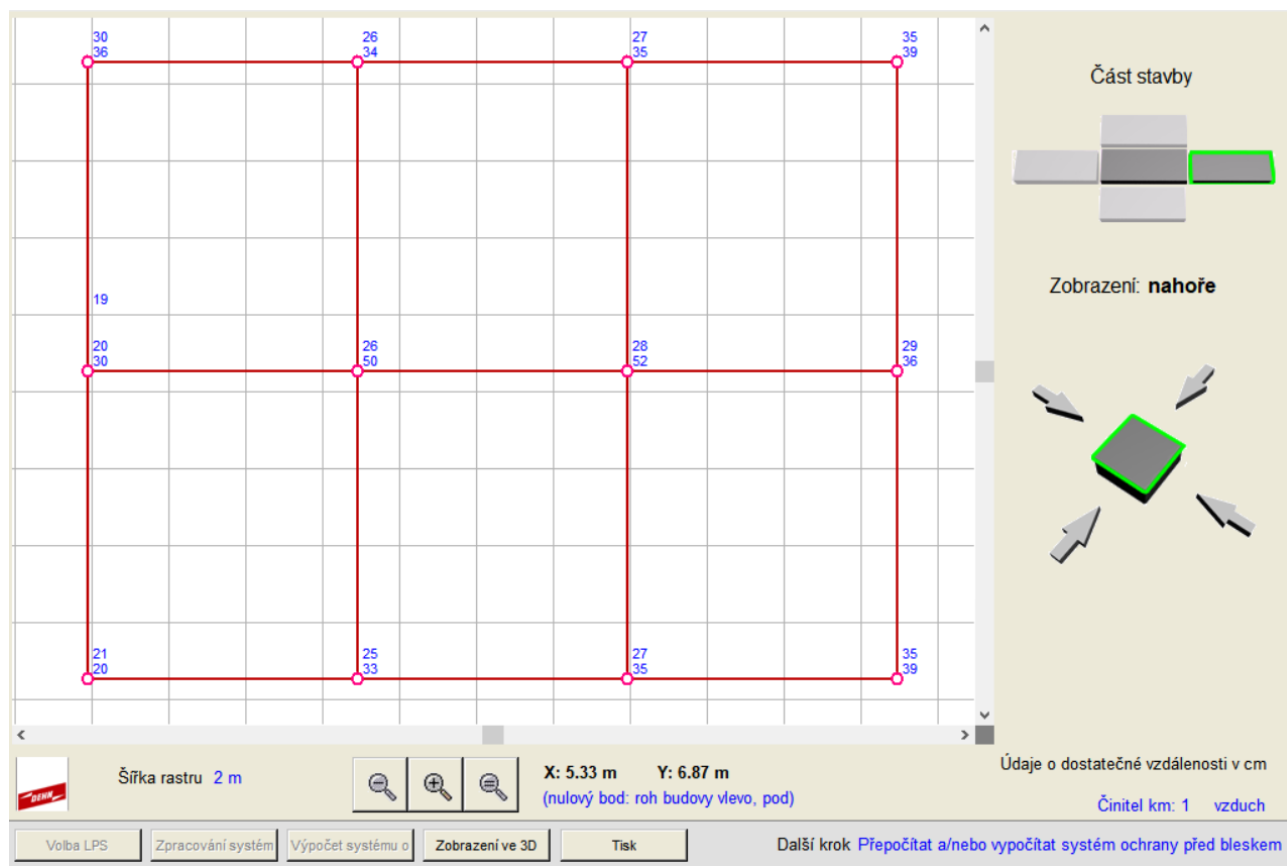 30
36
26
34
27
35
35
39
19
20
30
26
50
28
52
29
36
21
20
25
33
27
35
35
39
Část stavby
Zobrazení: nahoře
DEHN
Šířka rastru 2 m
X: 5.33 m Y: 6.87 m
(nulový bod: roh budovy vlevo, pod)
Údaje o dostatečné vzdálenosti v cm
Činitel km: 1 vzduch
Volba LPS
Zpracování systém
Výpočet systému o
Zobrazení ve 3D
Tisk
Další krok Přepočítat a/nebo vypočítat systém ochrany před bleskem